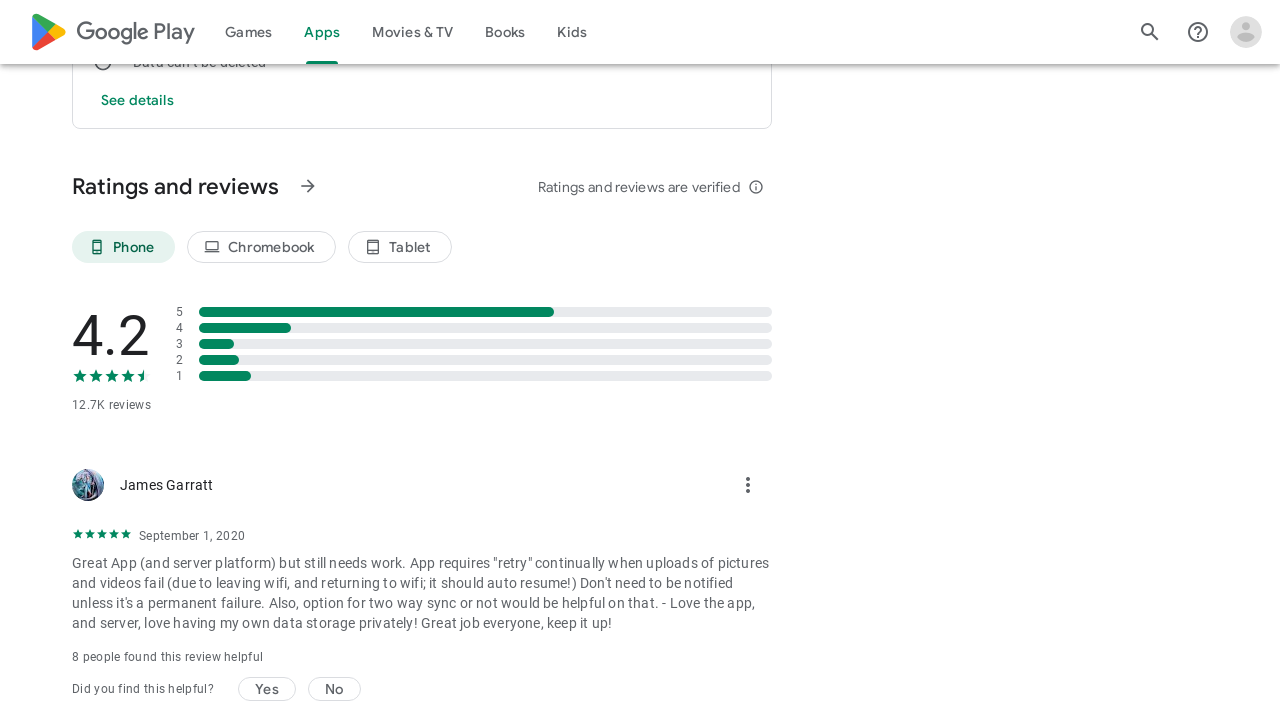 Google Play Games Apps Movies & TV Books Kids
Data can't be deleted
See details
Ratings and reviews
Ratings and reviews are verified
Phone Chromebook Tablet
4.2
5
4
3
2
1
12.7K reviews
James Garratt
September 1, 2020
Great App (and server platform) but still needs work. App requires "retry" continually when uploads of pictures
and videos fail (due to leaving wifi, and returning to wifi; it should auto resume!) Don't need to be notified
unless it's a permanent failure. Also, option for two way sync or not would be helpful on that. - Love the app,
and server, love having my own data storage privately! Great job everyone, keep it up!
8 people found this review helpful
Did you find this helpful? Yes No